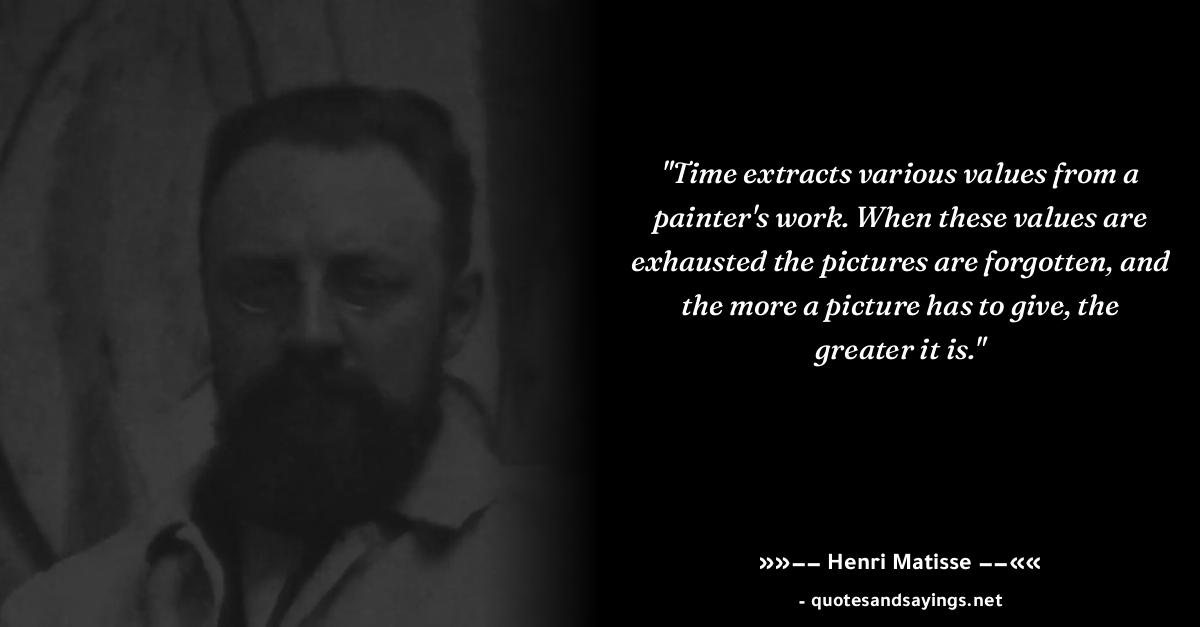 "Time extracts various values from a
painter's work. When these values are
exhausted the pictures are forgotten, and
the more a picture has to give, the
greater it is."
»»−− Henri Matisse −−««
- quotesandsayings.net